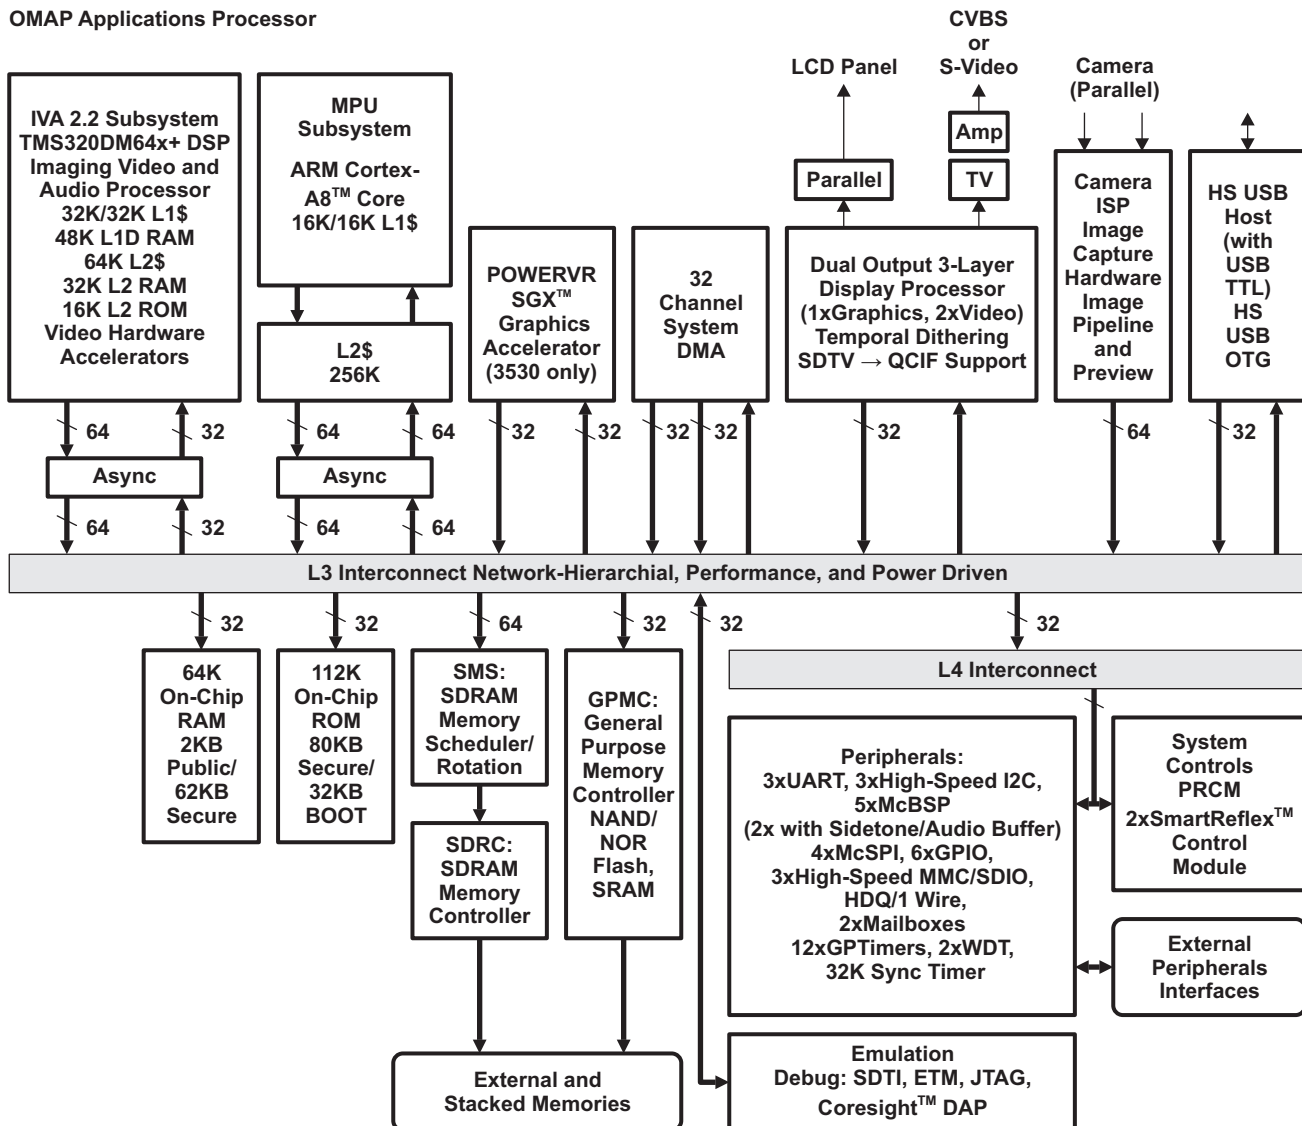 OMAP Applications Processor
CVBS
or
S-Video
LCD Panel
Camera
(Parallel)
Amp
Parallel
TV
IVA 2.2 Subsystem
TMS320DM64x+ DSP
Imaging Video and
Audio Processor
32K/32K L1$
48K L1D RAM
64K L2$
32K L2 RAM
16K L2 ROM
Video Hardware
Accelerators
MPU
Subsystem
ARM Cortex-
A8™ Core
16K/16K L1$
L2$
256K
POWERVR
SGX™
Graphics
Accelerator
(3530 only)
32
Channel
System
DMA
Dual Output 3-Layer
Display Processor
(1xGraphics, 2xVideo)
Temporal Dithering
SDTV → QCIF Support
Camera
ISP
Image
Capture
Hardware
Image
Pipeline
and
Preview
HS USB
Host
(with
USB
TTL)
HS
USB
OTG
64
32
64
64
32
32
32
32
32
64
32
Async
Async
64
32
64
64
L3 Interconnect Network-Hierarchial, Performance, and Power Driven
32
32
64
32
32
32
64K
On-Chip
RAM
2KB
Public/
62KB
Secure
112K
On-Chip
ROM
80KB
Secure/
32KB
BOOT
SMS:
SDRAM
Memory
Scheduler/
Rotation
SDRC:
SDRAM
Memory
Controller
GPMC:
General
Purpose
Memory
Controller
NAND/
NOR
Flash,
SRAM
L4 Interconnect
Peripherals:
3xUART, 3xHigh-Speed I2C,
5xMcBSP
(2x with Sidetone/Audio Buffer)
4xMcSPI, 6xGPIO,
3xHigh-Speed MMC/SDIO,
HDQ/1 Wire,
2xMailboxes
12xGPTimers, 2xWDT,
32K Sync Timer
System
Controls
PRCM
2xSmartReflex™
Control
Module
External
Peripherals
Interfaces
External and
Stacked Memories
Emulation
Debug: SDTI, ETM, JTAG,
Coresight™ DAP